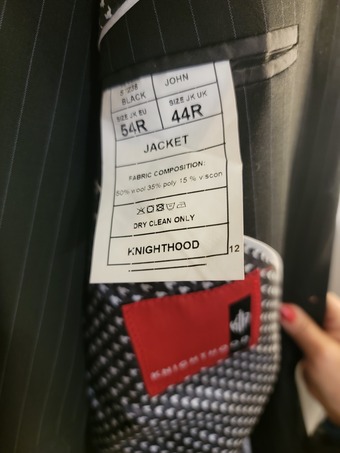 JOHN
BLACK
SIZE JK EU
SIZE JK UK
54R
44R
JACKET
FABRIC COMPOSITION:
50% wool 35% poly 15 % viscon
DRY CLEAN ONLY
KNIGHTHOOD
12
KNIGHTHOOD